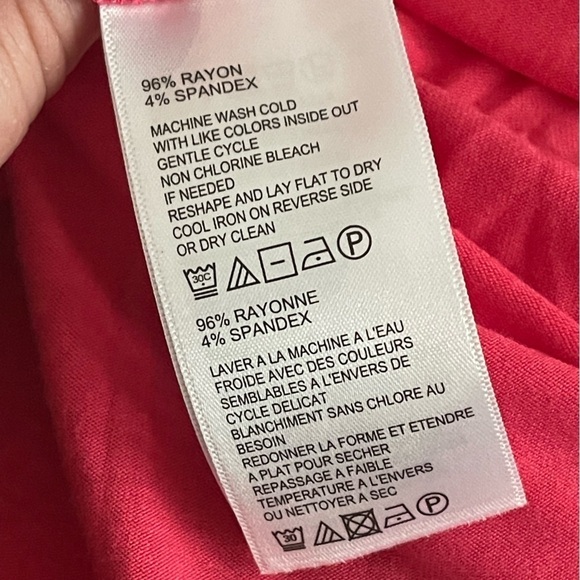 96% RAYON
4% SPANDEX
MACHINE WASH COLD
WITH LIKE COLORS INSIDE OUT
GENTLE CYCLE
NON CHLORINE BLEACH
IF NEEDED
RESHAPE AND LAY FLAT TO DRY
COOL IRON ON REVERSE SIDE
OR DRY CLEAN
30C P
96% RAYONNE
4% SPANDEX
LAVER A LA MACHINE A L'EAU
FROIDE AVEC DES COULEURS
SEMBLABLES A L'ENVERS DE
CYCLE DELICAT
BLANCHIMENT SANS CHLORE AU
BESOIN
REDONNER LA FORME ET ETENDRE
A PLAT POUR SECHER
REPASSAGE A FAIBLE
TEMPERATURE A L'ENVERS
OU NETTOYER A SEC
30 P